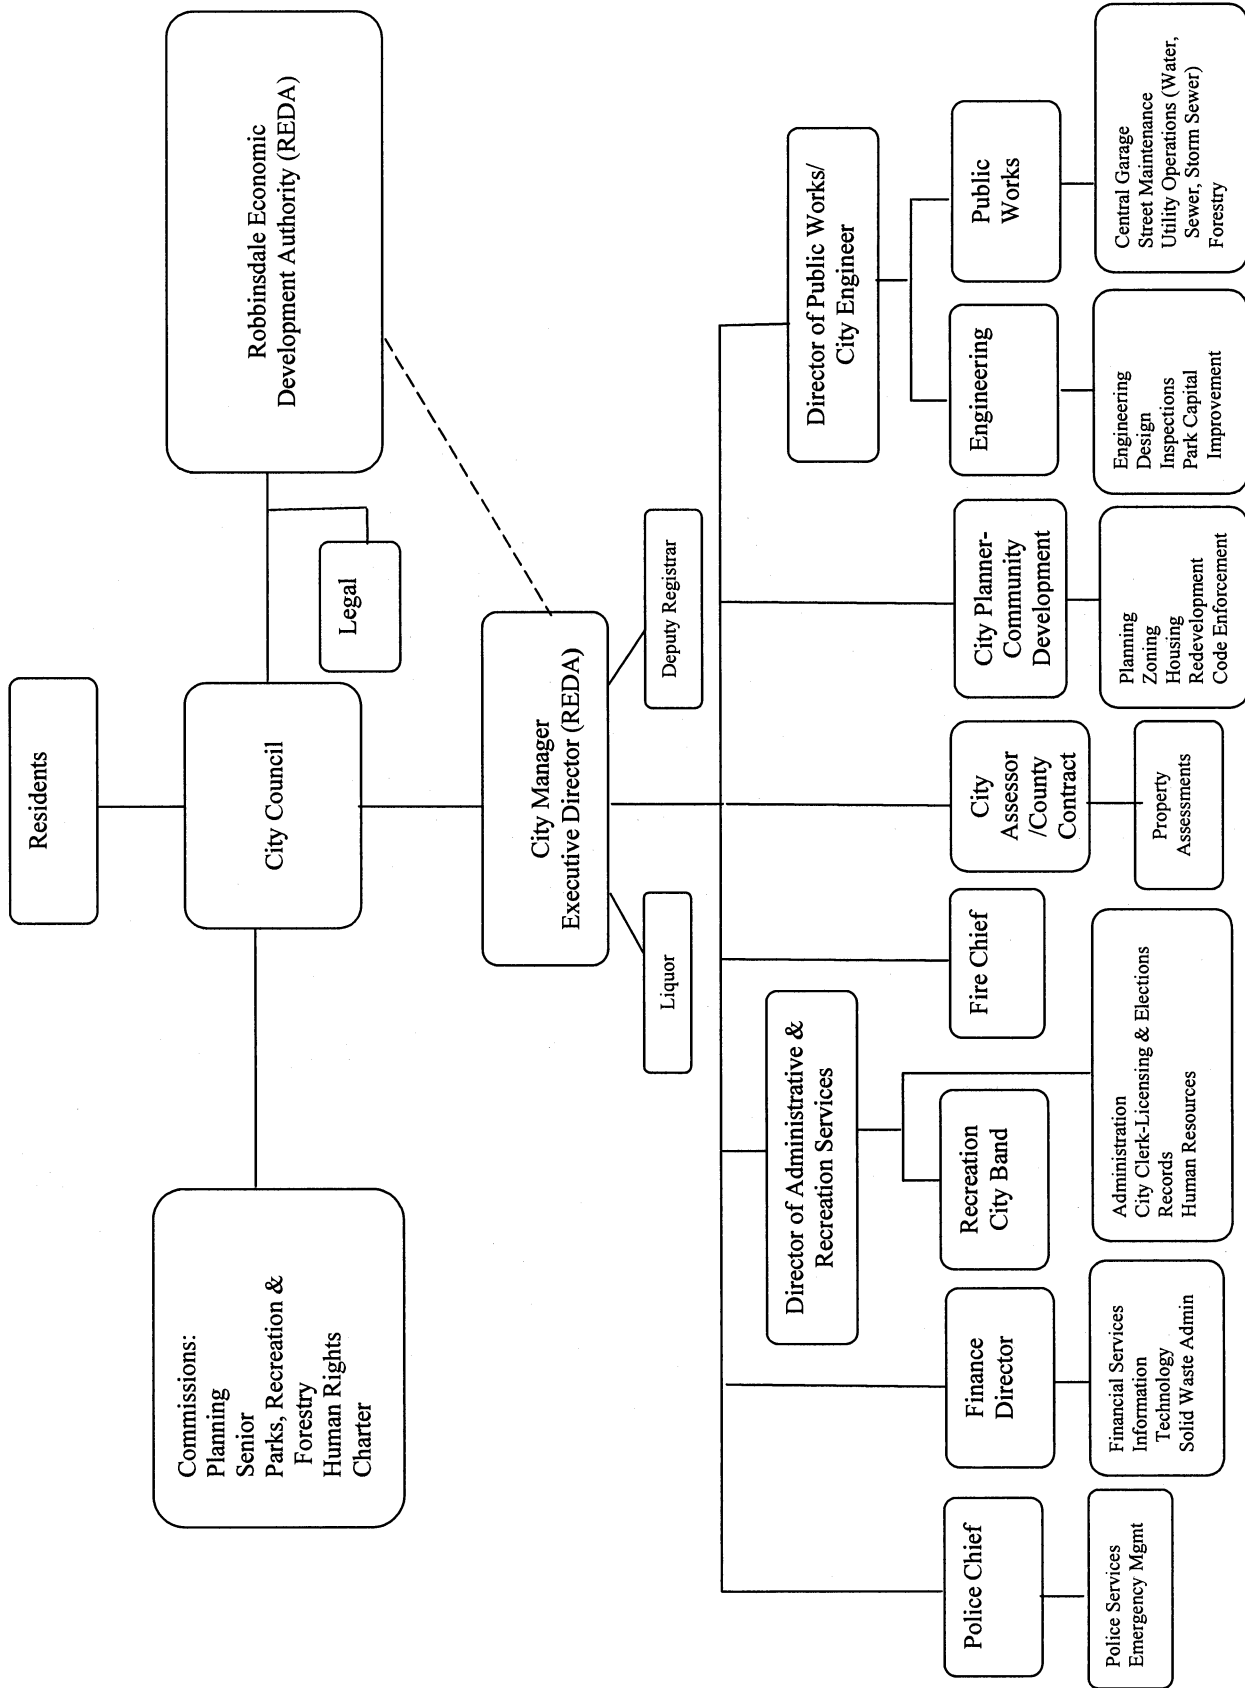 Residents
City Council
Robbinsdale Economic
Development Authority (REDA)
Legal
Commissions:
Planning
Senior
Parks, Recreation &
Forestry
Human Rights
Charter
City Manager
Executive Director (REDA)
Liquor
Deputy Registrar
Police Chief
Police Services
Emergency Mgmt
Finance
Director
Financial Services
Information
Technology
Solid Waste Admin
Director of Administrative &
Recreation Services
Recreation
City Band
Administration
City Clerk-Licensing & Elections
Records
Human Resources
Fire Chief
City
Assessor
/County
Contract
Property
Assessments
City Planner-
Community
Development
Planning
Zoning
Housing
Redevelopment
Code Enforcement
Director of Public Works/
City Engineer
Engineering
Engineering
Design
Inspections
Park Capital
Improvement
Public
Works
Central Garage
Street Maintenance
Utility Operations (Water,
Sewer, Storm Sewer)
Forestry